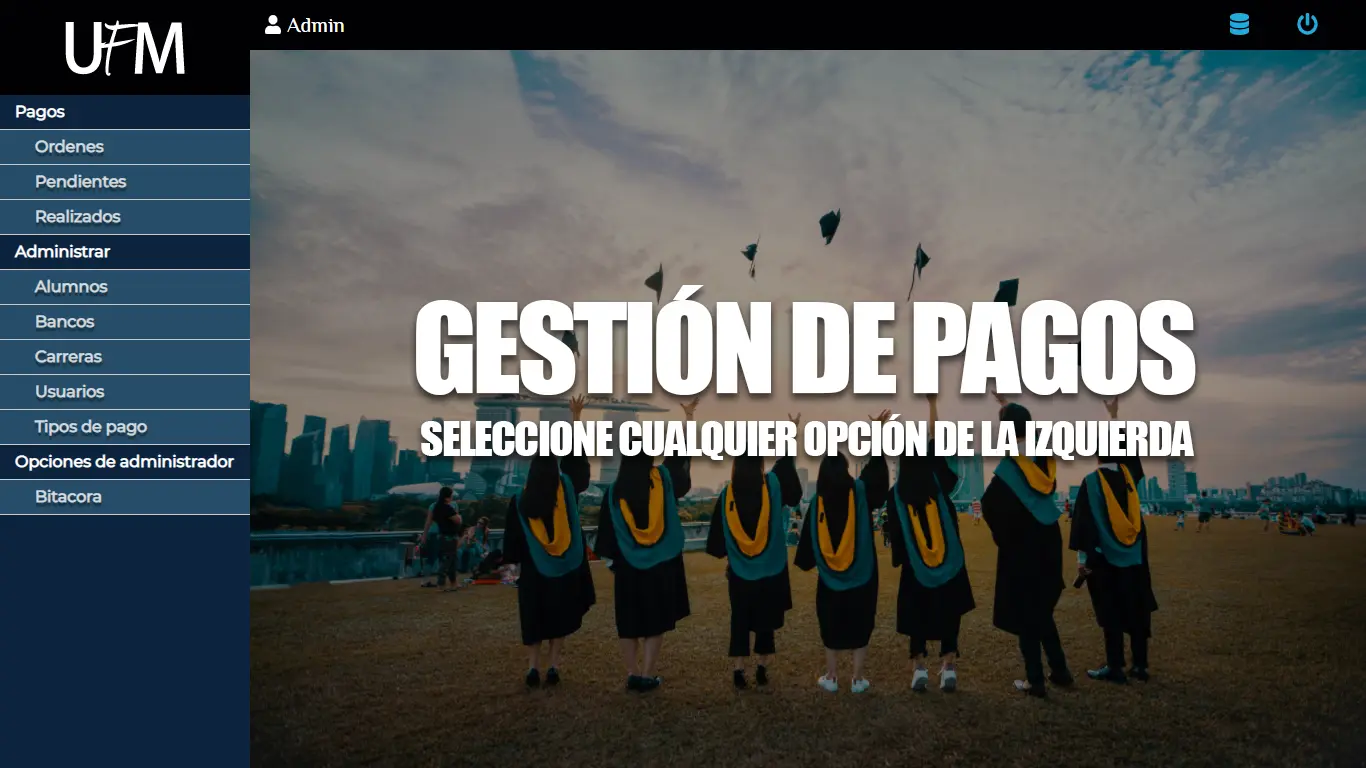 UFM
Admin
Pagos
Ordenes
Pendientes
Realizados
Administrar
Alumnos
Bancos
Carreras
Usuarios
Tipos de pago
Opciones de administrador
Bitacora
GESTIÓN DE PAGOS
SELECCIONE CUALQUIER OPCIÓN DE LA IZQUIERDA